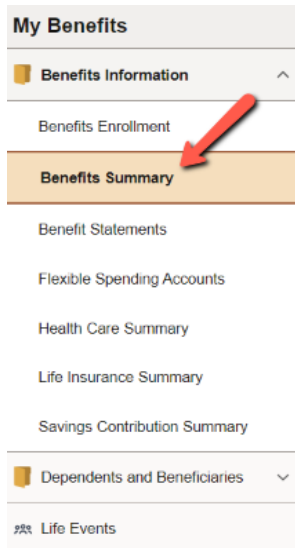 My Benefits
Benefits Information
Benefits Enrollment
Benefits Summary
Benefit Statements
Flexible Spending Accounts
Health Care Summary
Life Insurance Summary
Savings Contribution Summary
Dependents and Beneficiaries
Life Events